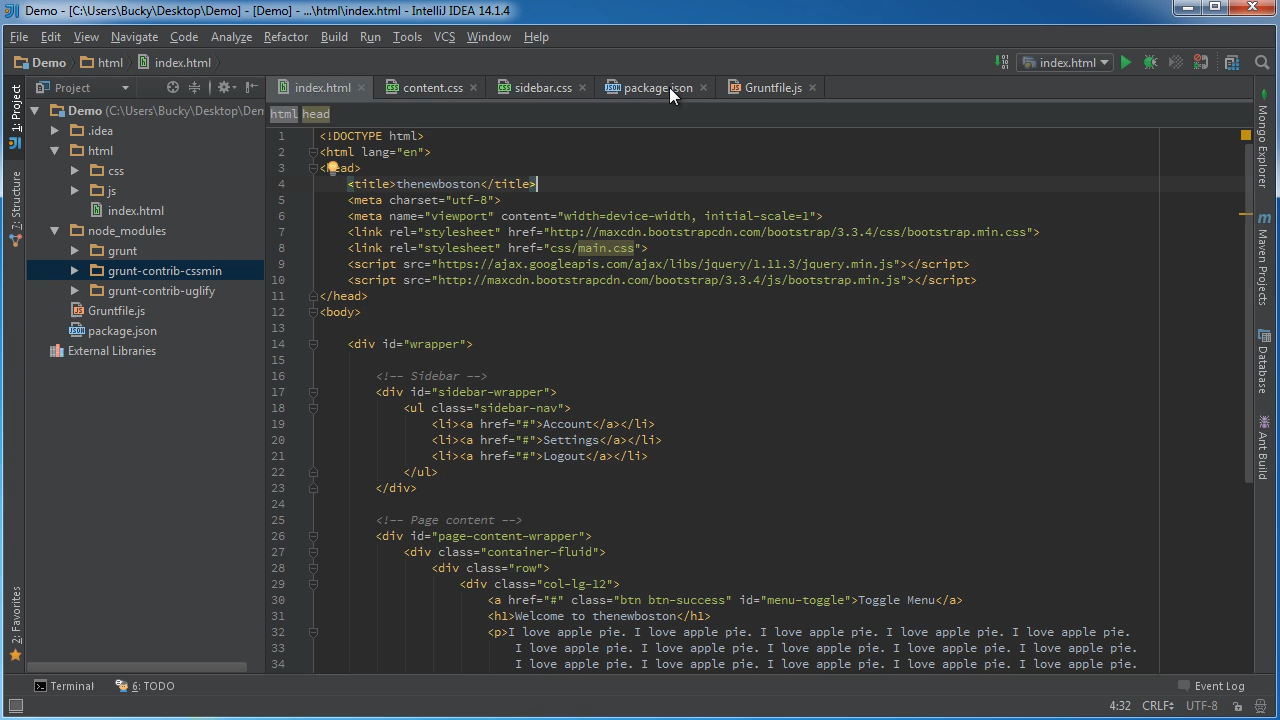 Demo - [C:\Users\Bucky\Desktop\Demo] - [Demo] - ...\html\index.html - IntelliJ IDEA 14.1.4
File Edit View Navigate Code Analyze Refactor Build Run Tools VCS Window Help
Demo html index.html index.html
Project index.html content.css sidebar.css package.json Gruntfile.js
html head
1: Project
7: Structure
2: Favorites
Demo (C:\Users\Bucky\Desktop\Dem
.idea
html
css
js
index.html
node_modules
grunt
grunt-contrib-cssmin
grunt-contrib-uglify
Gruntfile.js
package.json
External Libraries
1 <!DOCTYPE html>
2 <html lang="en">
3 <head>
4 <title>thenewboston</title>
5 <meta charset="utf-8">
6 <meta name="viewport" content="width=device-width, initial-scale=1">
7 <link rel="stylesheet" href="http://maxcdn.bootstrapcdn.com/bootstrap/3.3.4/css/bootstrap.min.css">
8 <link rel="stylesheet" href="css/main.css">
9 <script src="https://ajax.googleapis.com/ajax/libs/jquery/1.11.3/jquery.min.js"></script>
10 <script src="http://maxcdn.bootstrapcdn.com/bootstrap/3.3.4/js/bootstrap.min.js"></script>
11 </head>
12 <body>
13
14 <div id="wrapper">
15
16 <!-- Sidebar -->
17 <div id="sidebar-wrapper">
18 <ul class="sidebar-nav">
19 <li><a href="#">Account</a></li>
20 <li><a href="#">Settings</a></li>
21 <li><a href="#">Logout</a></li>
22 </ul>
23 </div>
24
25 <!-- Page content -->
26 <div id="page-content-wrapper">
27 <div class="container-fluid">
28 <div class="row">
29 <div class="col-lg-12">
30 <a href="#" class="btn btn-success" id="menu-toggle">Toggle Menu</a>
31 <h1>Welcome to thenewboston</h1>
32 <p>I love apple pie. I love apple pie. I love apple pie. I love apple pie. I love apple pie.
33 I love apple pie. I love apple pie. I love apple pie. I love apple pie. I love apple pie.
34 I love apple pie. I love apple pie. I love apple pie. I love apple pie. I love apple pie.
Mongo Explorer
m Maven Projects
Database
Ant Build
Terminal 6: TODO Event Log
4:32 CRLF UTF-8